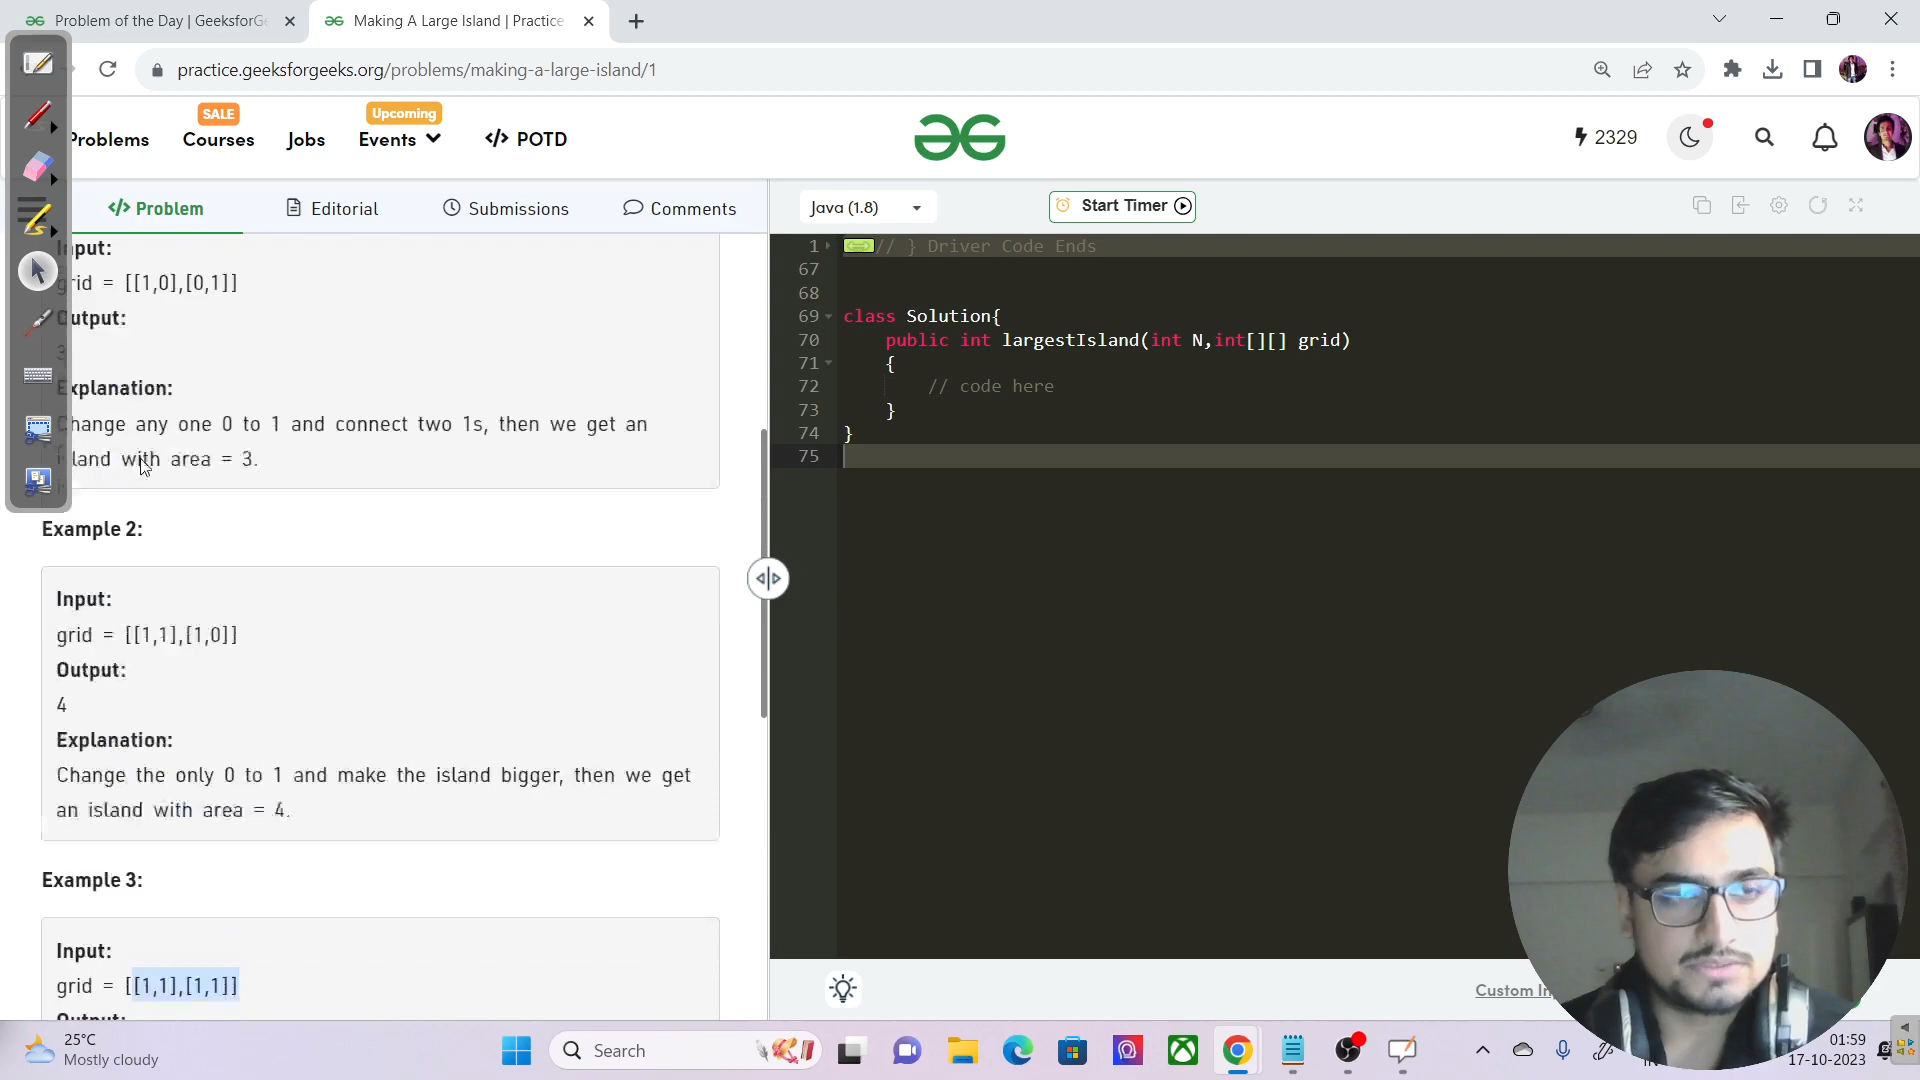 Problem of the Day | GeeksforGe
Making A Large Island | Practice
practice.geeksforgeeks.org/problems/making-a-large-island/1
SALE
Upcoming
Problems
Courses
Jobs
Events
</> POTD
2329
</> Problem
Editorial
Submissions
Comments
Java (1.8)
Start Timer
Input:
grid = [[1,0],[0,1]]
Output:
3
Explanation:
Change any one 0 to 1 and connect two 1s, then we get an
island with area = 3.
Example 2:
Input:
grid = [[1,1],[1,0]]
Output:
4
Explanation:
Change the only 0 to 1 and make the island bigger, then we get
an island with area = 4.
Example 3:
Input:
grid = [[1,1],[1,1]]
Output:
1 // } Driver Code Ends
67
68
69 class Solution{
70 public int largestIsland(int N,int[][] grid)
71 {
72 // code here
73 }
74 }
75
Custom In
25°C
Mostly cloudy
Search
01:59
17-10-2023